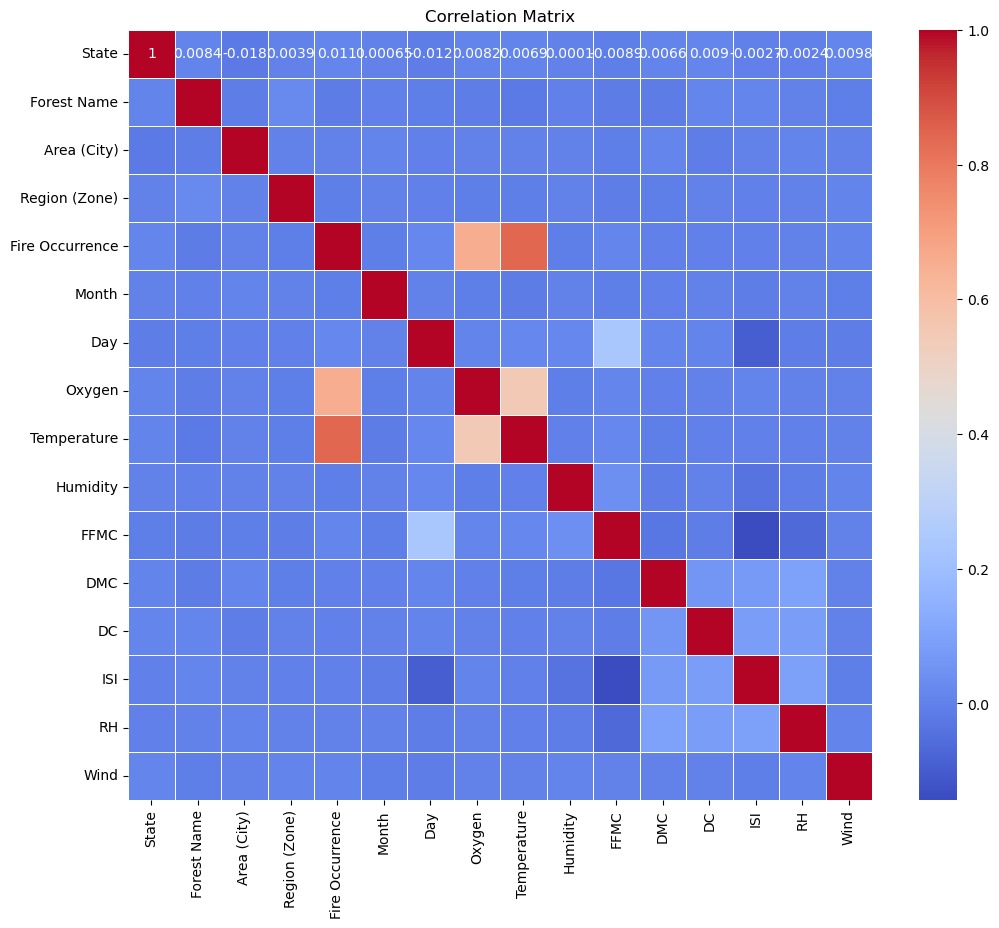 Correlation Matrix
State 1 0.0084 -0.018 0.0039 0.011 0.00065 -0.012 0.0082 0.0069 0.0066 0.009 -0.0027 -0.0024 0.0098
Forest Name
Area (City)
Region (Zone)
Fire Occurrence
Month
Day
Oxygen
Temperature
Humidity
FFMC
DMC
DC
ISI
RH
Wind
State Forest Name Area (City) Region (Zone) Fire Occurrence Month Day Oxygen Temperature Humidity FFMC DMC DC ISI RH Wind
1.0
0.8
0.6
0.4
0.2
0.0